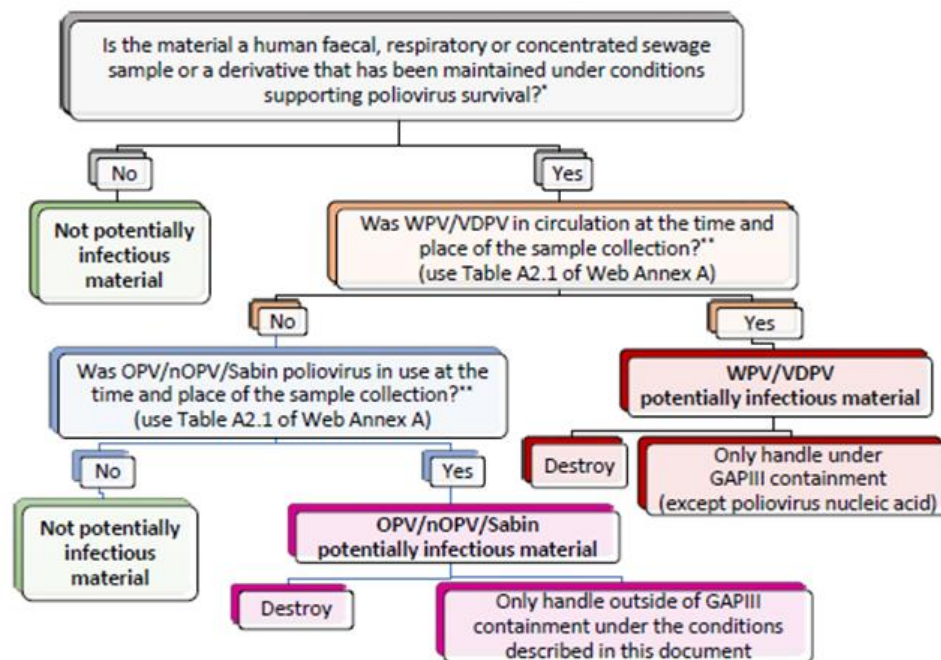 Is the material a human faecal, respiratory or concentrated sewage
sample or a derivative that has been maintained under conditions
supporting poliovirus survival?*
No
Yes
Not potentially
infectious
material
Was WPV/VDPV in circulation at the time and
place of the sample collection?**
(use Table A2.1 of Web Annex A)
No
Yes
Was OPV/nOPV/Sabin poliovirus in use at the
time and place of the sample collection?**
(use Table A2.1 of Web Annex A)
WPV/VDPV
potentially infectious material
Destroy
Only handle under
GAPIII containment
(except poliovirus nucleic acid)
No
Yes
Not potentially
infectious
material
OPV/nOPV/Sabin
potentially infectious material
Destroy
Only handle outside of GAPIII
containment under the conditions
described in this document